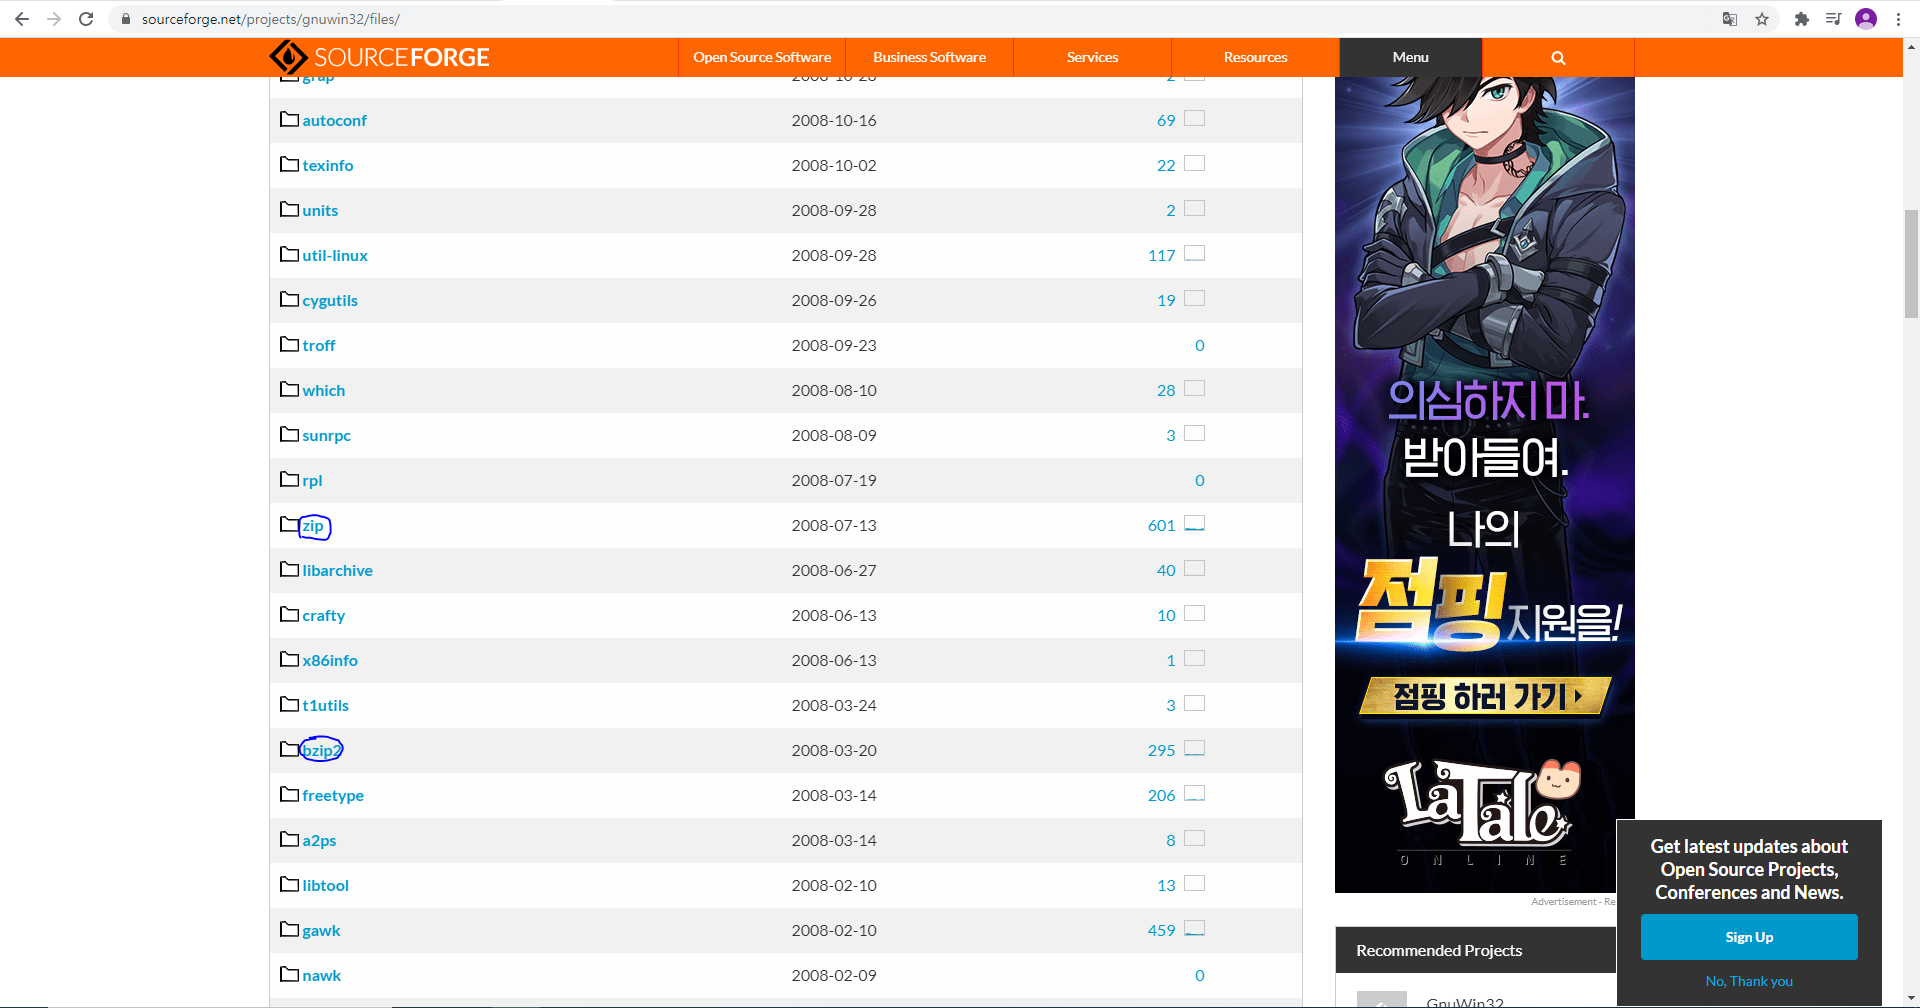 sourceforge.net/projects/gnuwin32/files/
SOURCEFORGE
Open Source Software
Business Software
Services
Resources
Menu
grap 2008-10-20 2
autoconf 2008-10-16 69
texinfo 2008-10-02 22
units 2008-09-28 2
util-linux 2008-09-28 117
cygutils 2008-09-26 19
troff 2008-09-23 0
which 2008-08-10 28
sunrpc 2008-08-09 3
rpl 2008-07-19 0
zip 2008-07-13 601
libarchive 2008-06-27 40
crafty 2008-06-13 10
x86info 2008-06-13 1
t1utils 2008-03-24 3
bzip2 2008-03-20 295
freetype 2008-03-14 206
a2ps 2008-03-14 8
libtool 2008-02-10 13
gawk 2008-02-10 459
nawk 2008-02-09 0
의심하지 마.
받아들여.
나의
점핑 지원을!
점핑 하러 가기
LaTale
ONLINE
Advertisement - Re
Recommended Projects
GnuWin32
Get latest updates about
Open Source Projects,
Conferences and News.
Sign Up
No, Thank you